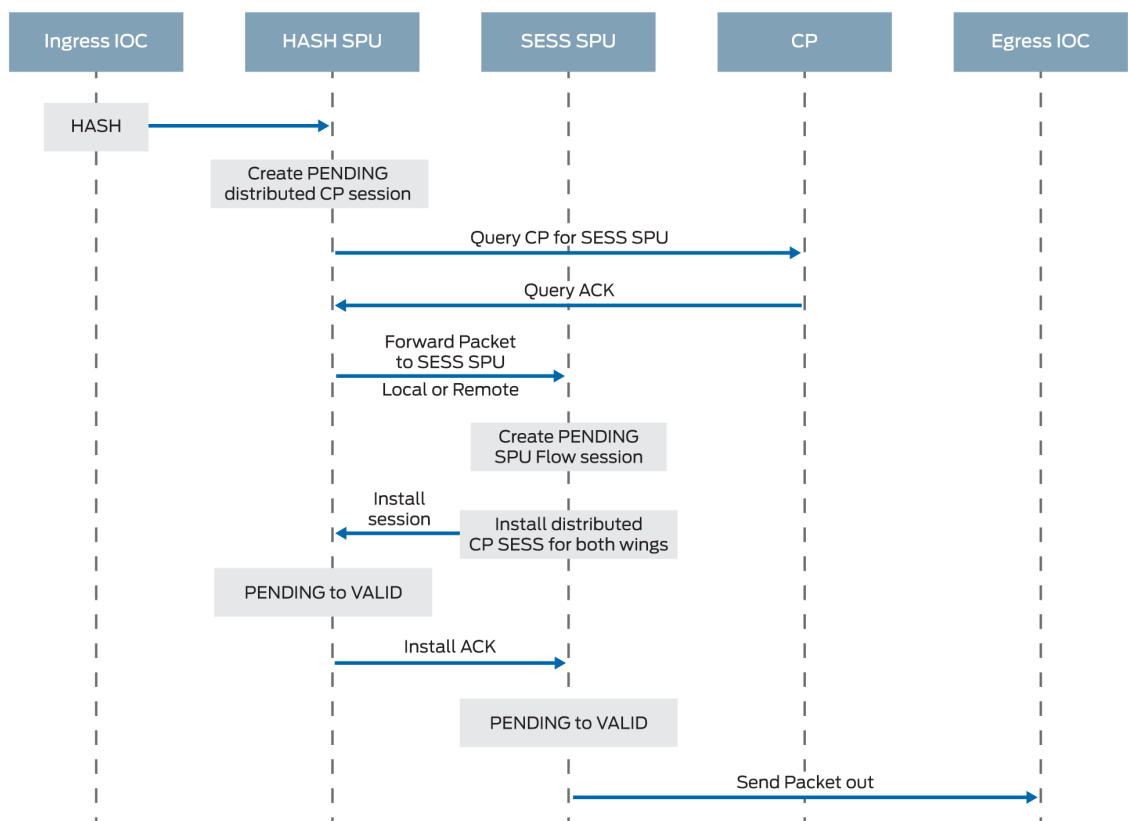 Ingress IOC
HASH SPU
SESS SPU
CP
Egress IOC
HASH
Create PENDING
distributed CP session
Query CP for SESS SPU
Query ACK
Forward Packet
to SESS SPU
Local or Remote
Create PENDING
SPU Flow session
Install
session
Install distributed
CP SESS for both wings
PENDING to VALID
Install ACK
PENDING to VALID
Send Packet out